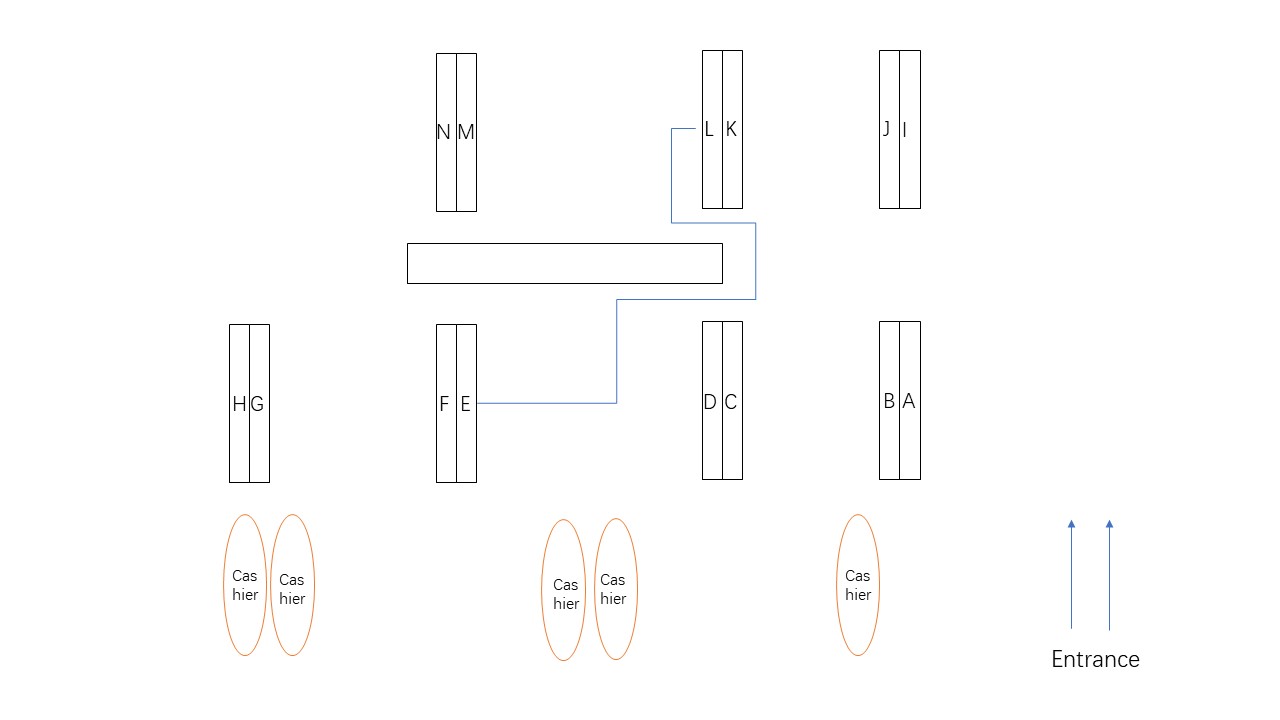 N M
L K
J I
H G
F E
D C
B A
Cas
hier
Cas
hier
Cas
hier
Cas
hier
Cas
hier
Entrance